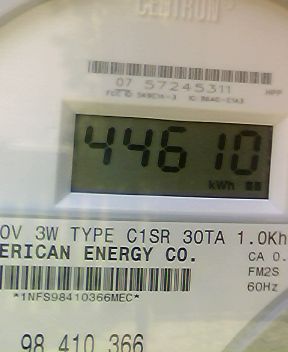 CENTRON
07 57245311
HPP
44610
kWh
0V 3W TYPE C1SR 30TA 1.0Kh
ERICAN ENERGY CO.
CA 0.
FM2S
*1NFS98410366MEC*
60Hz
98 410 366